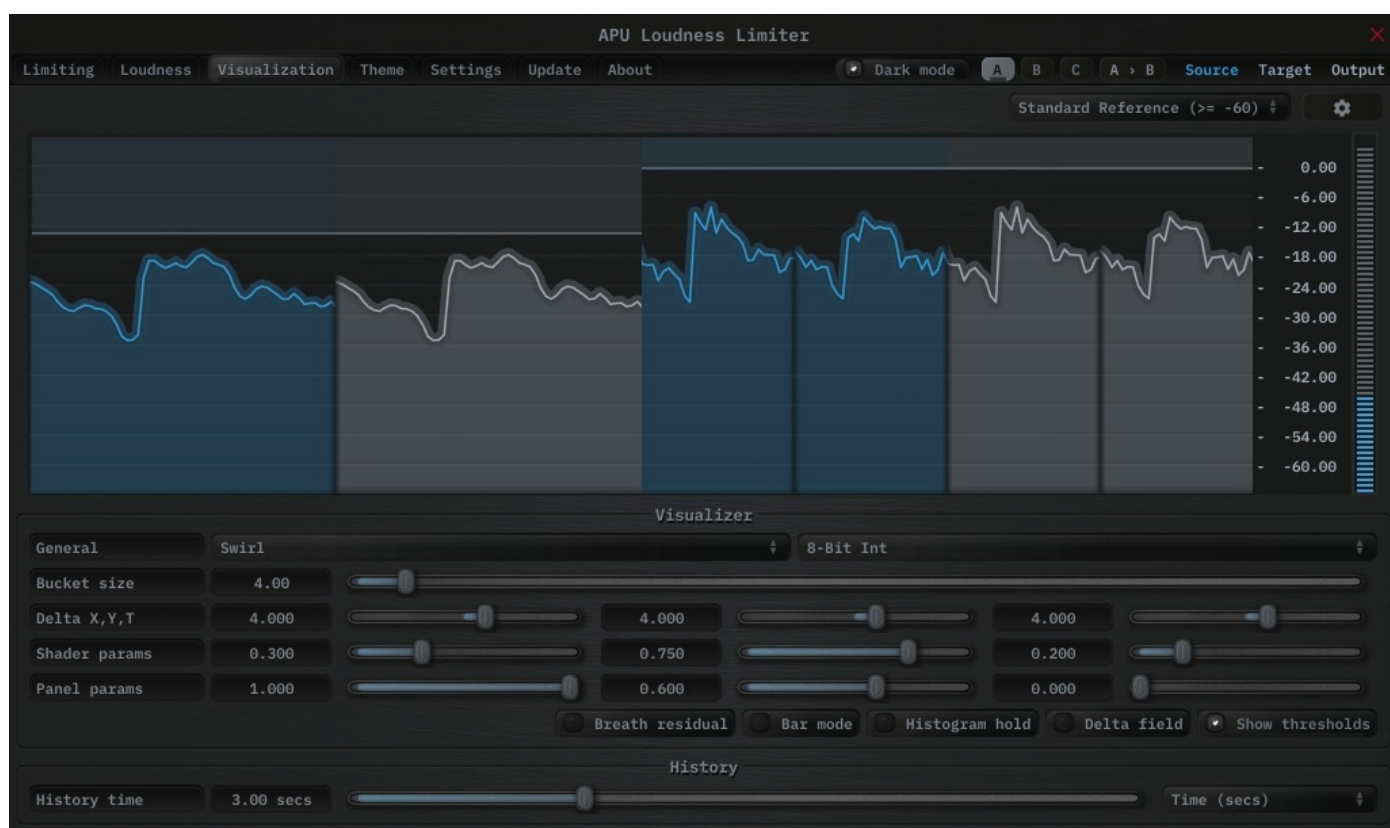 APU Loudness Limiter
Limiting Loudness Visualization Theme Settings Update About Dark mode A B C A › B Source Target Output
Standard Reference (>= -60)
- 0.00
- -6.00
- -12.00
- -18.00
- -24.00
- -30.00
- -36.00
- -42.00
- -48.00
- -54.00
- -60.00
Visualizer
General Swirl 8-Bit Int
Bucket size 4.00
Delta X,Y,T 4.000 4.000 4.000
Shader params 0.300 0.750 0.200
Panel params 1.000 0.600 0.000
Breath residual Bar mode Histogram hold Delta field Show thresholds
History
History time 3.00 secs Time (secs)